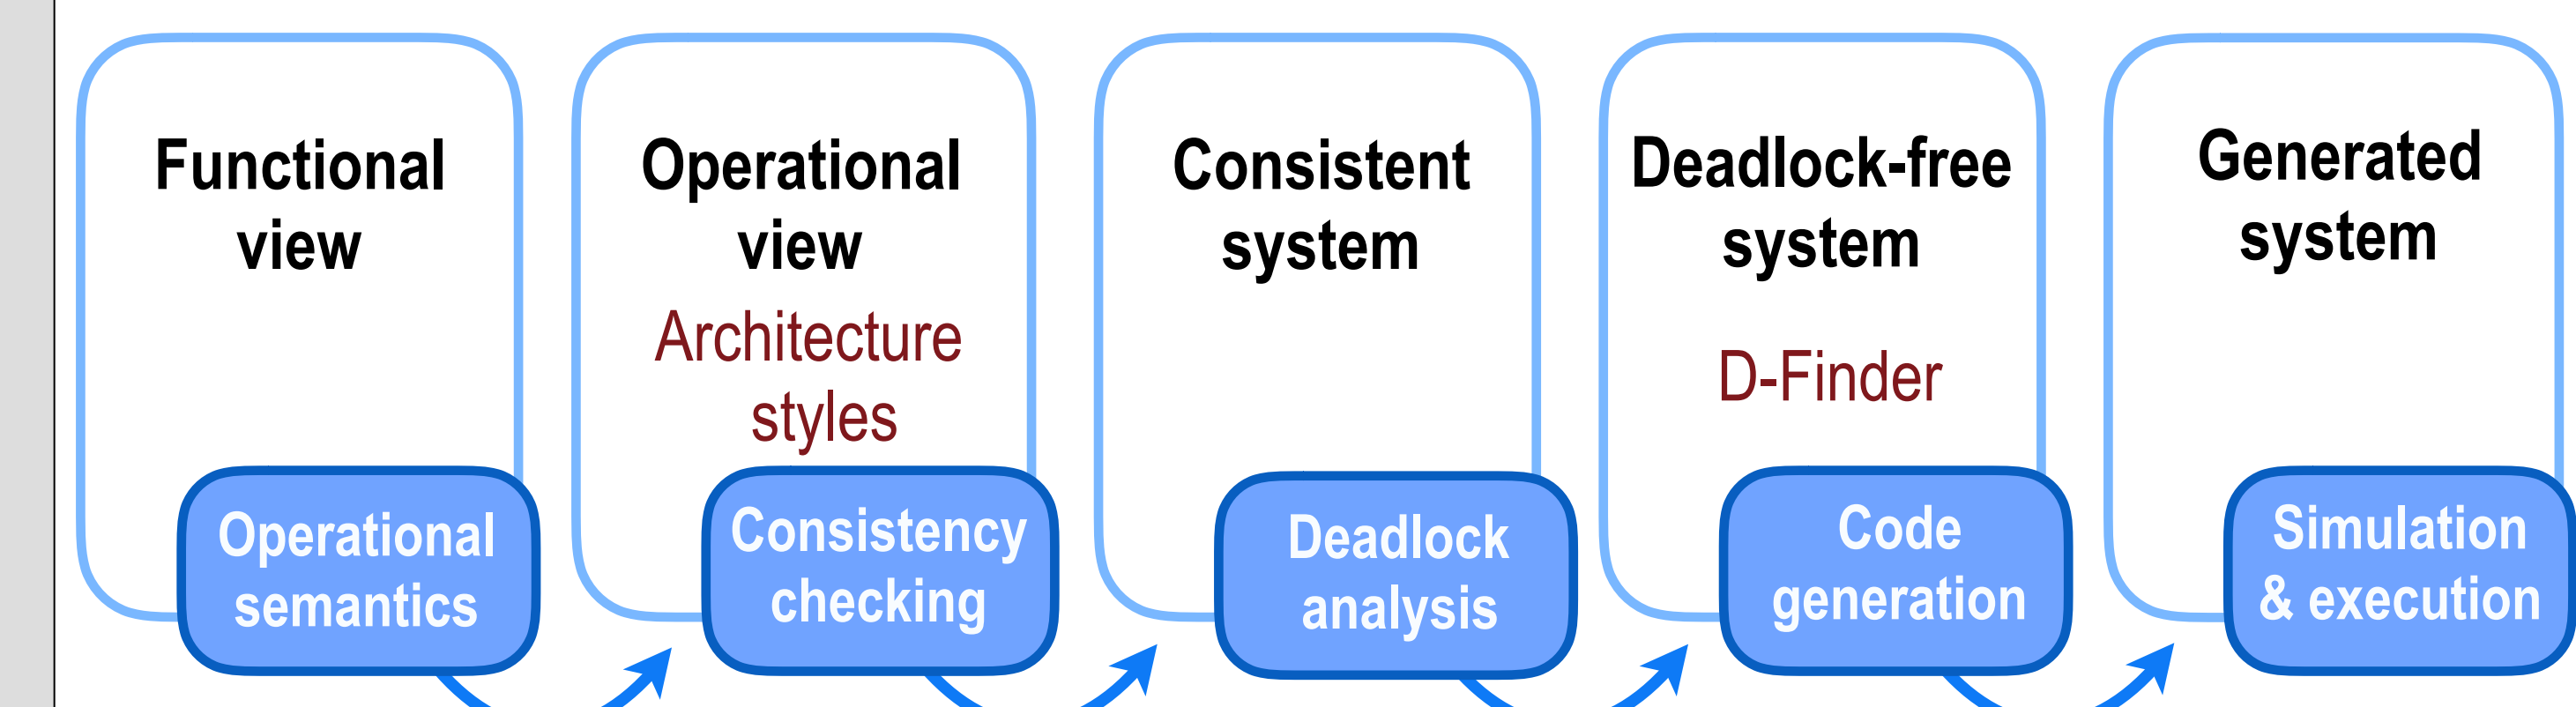 Functional
view
Operational
semantics
Operational
view
Architecture
styles
Consistency
checking
Consistent
system
Deadlock
analysis
Deadlock-free
system
D-Finder
Code
generation
Generated
system
Simulation
& execution